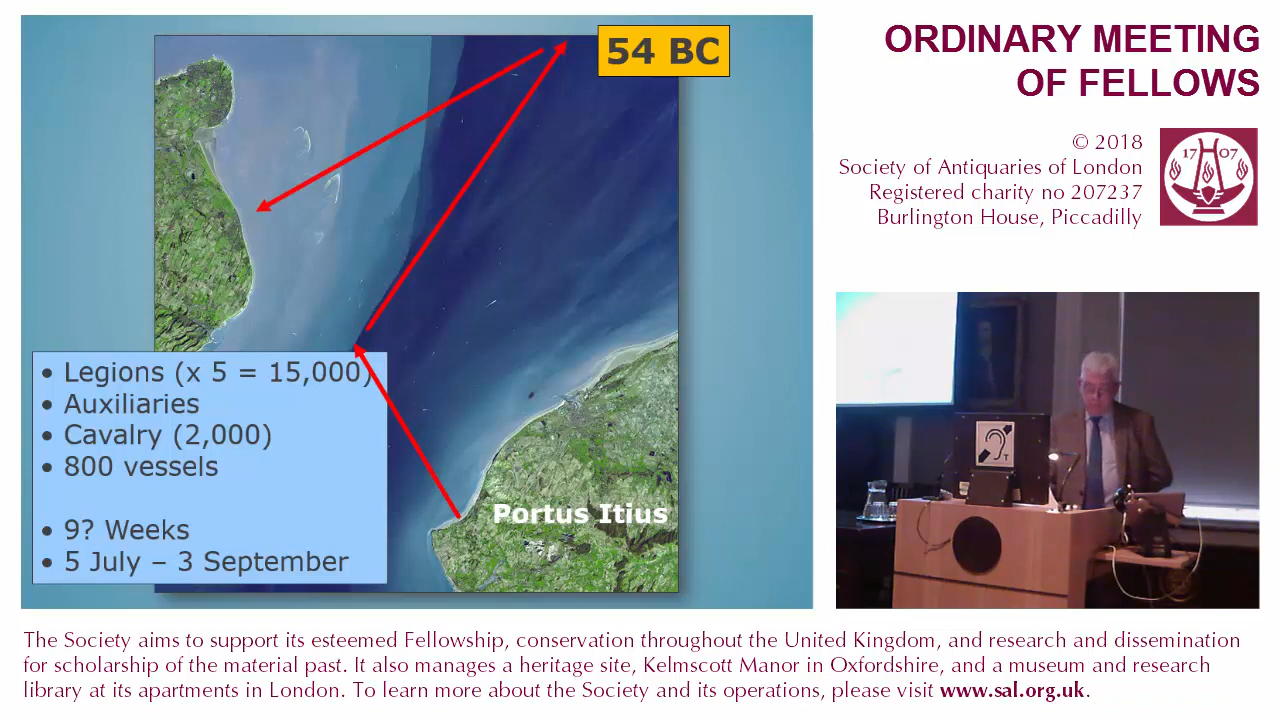 54 BC
• Legions (x 5 = 15,000)
• Auxiliaries
• Cavalry (2,000)
• 800 vessels
• 9? Weeks
• 5 July – 3 September
Portus Itius
ORDINARY MEETING
OF FELLOWS
© 2018
Society of Antiquaries of London
Registered charity no 207237
Burlington House, Piccadilly
1707
T
The Society aims to support its esteemed Fellowship, conservation throughout the United Kingdom, and research and dissemination
for scholarship of the material past. It also manages a heritage site, Kelmscott Manor in Oxfordshire, and a museum and research
library at its apartments in London. To learn more about the Society and its operations, please visit www.sal.org.uk.